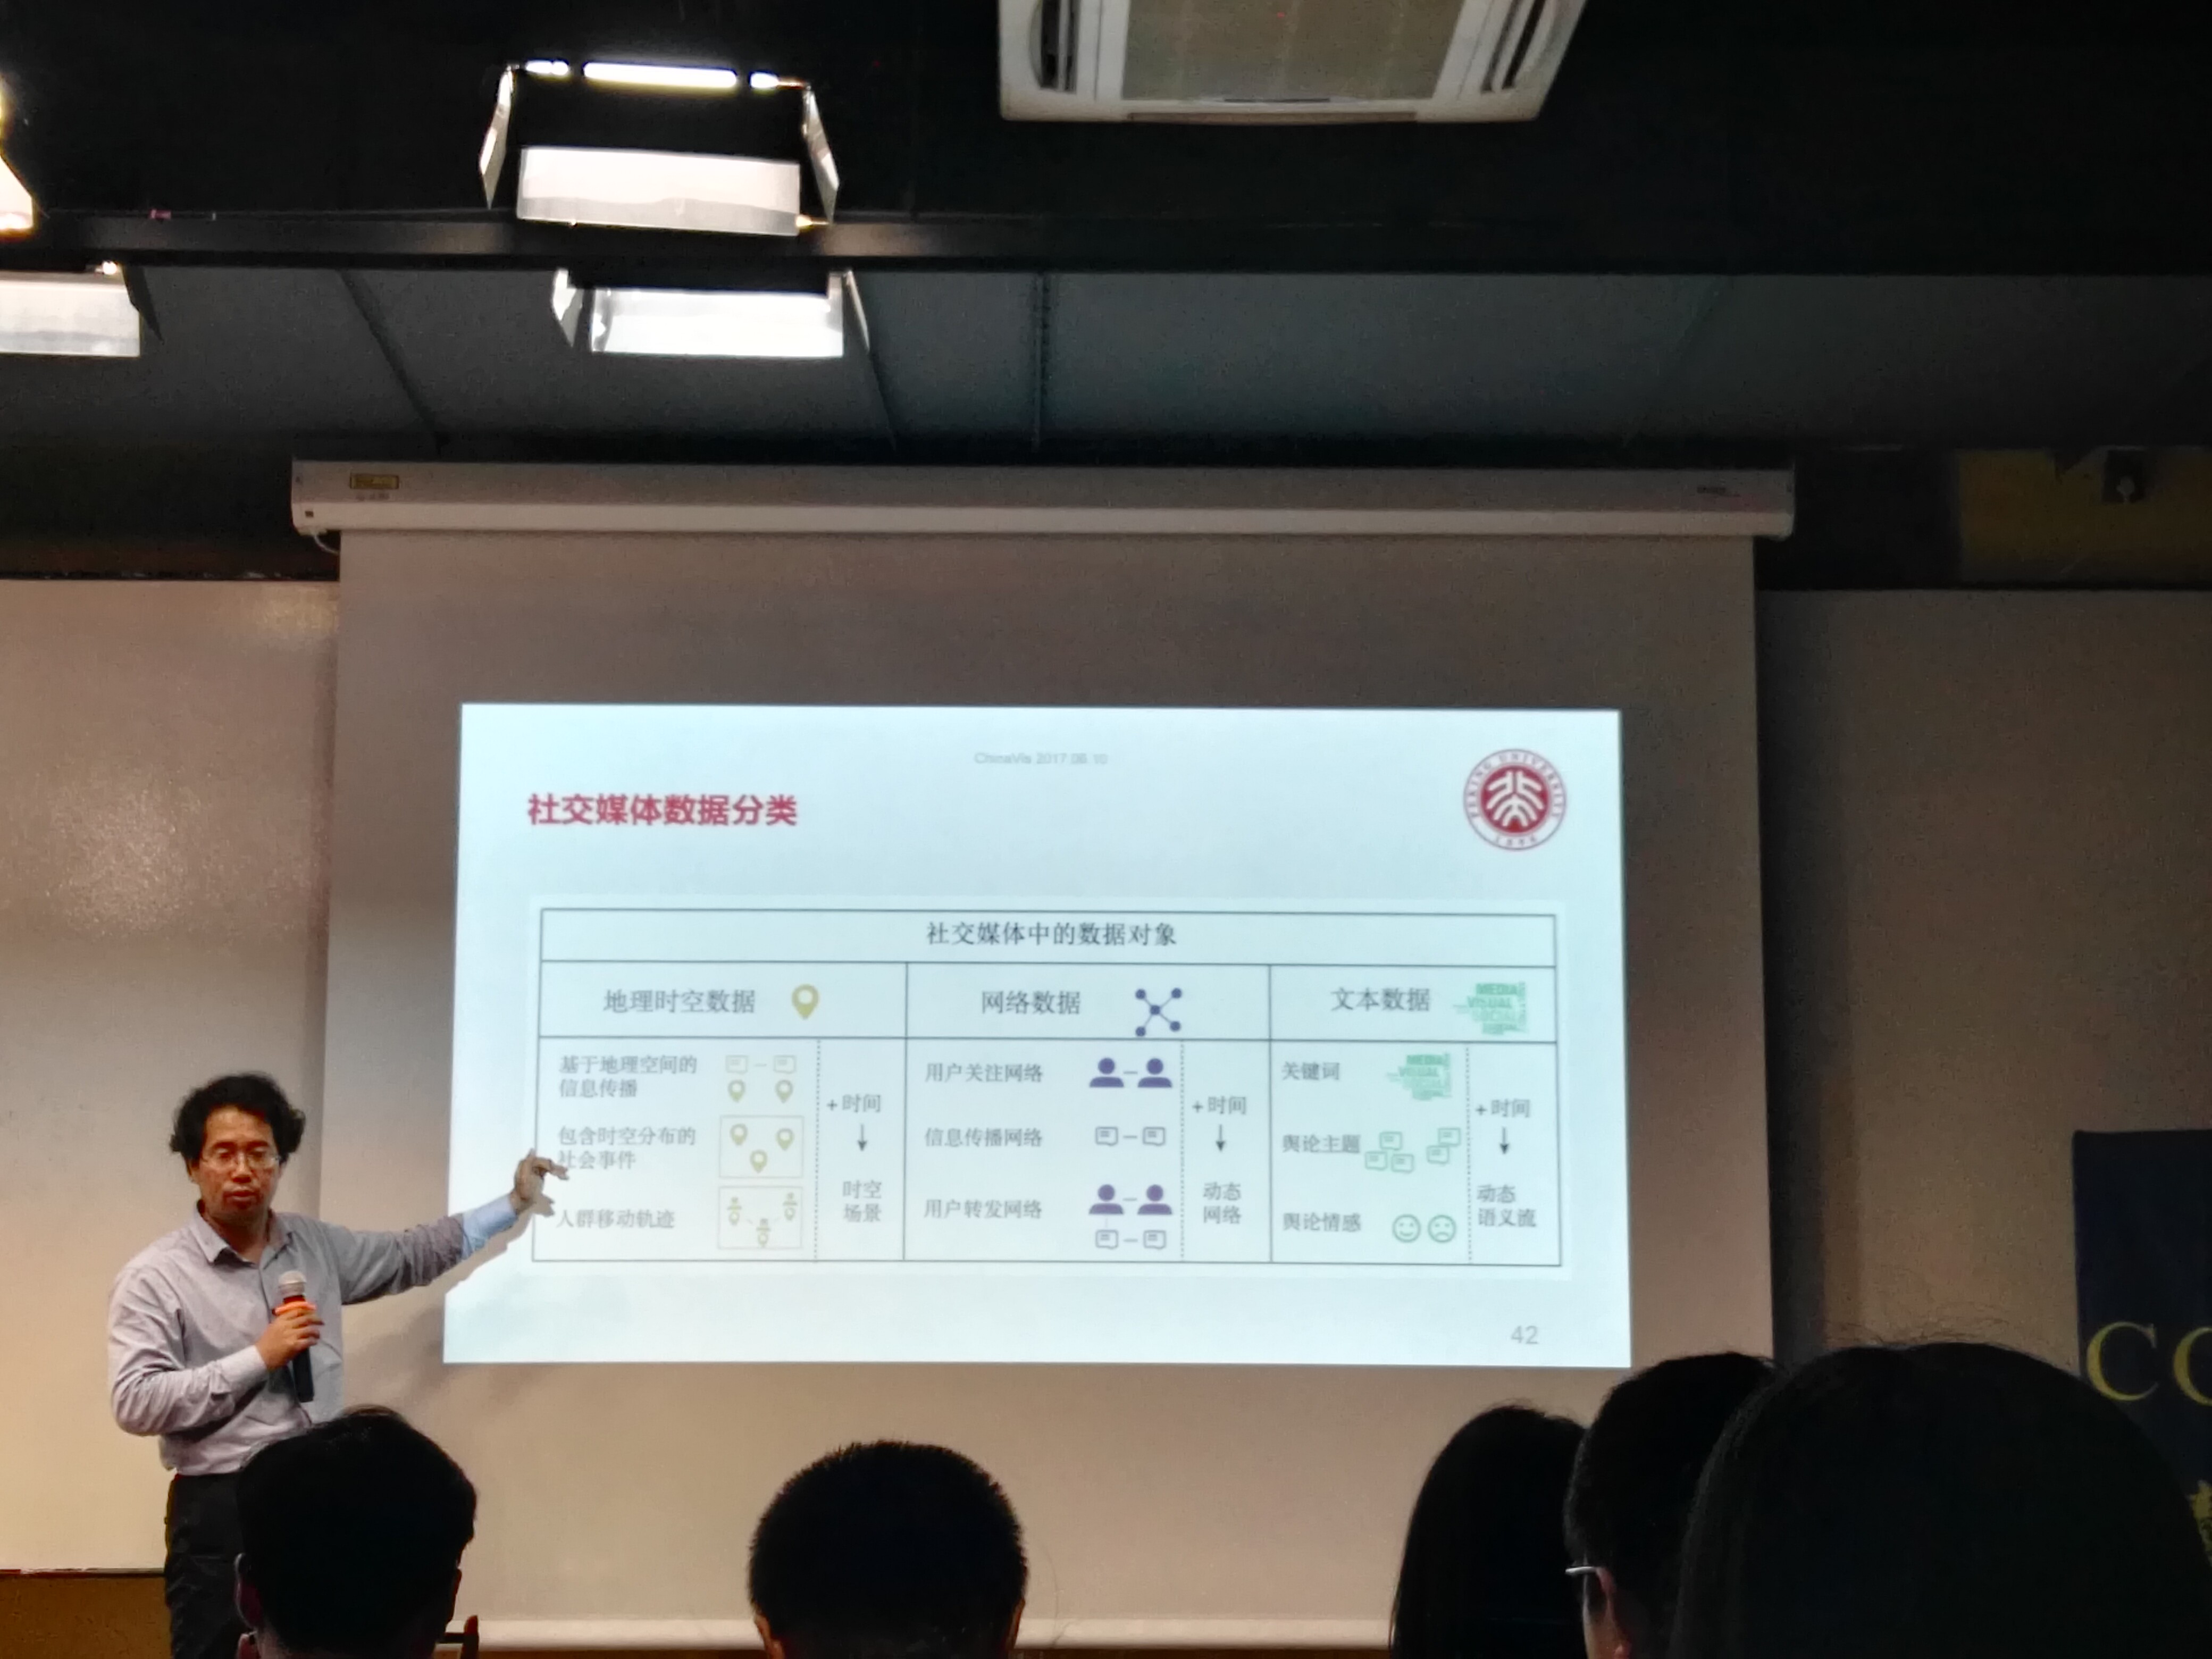 ChinaVis 2017.08.10
社交媒体数据分类
PEKING UNIVERSITY
社交媒体中的数据对象
地理时空数据
网络数据
文本数据
MEDIA
VISUAL
SOCIAL
基于地理空间的
信息传播
包含时空分布的
社会事件
人群移动轨迹
+时间
时空
场景
用户关注网络
信息传播网络
用户转发网络
+时间
动态
网络
关键词
MEDIA
VISUAL
舆论主题
舆论情感
+时间
动态
语义流
42
CO